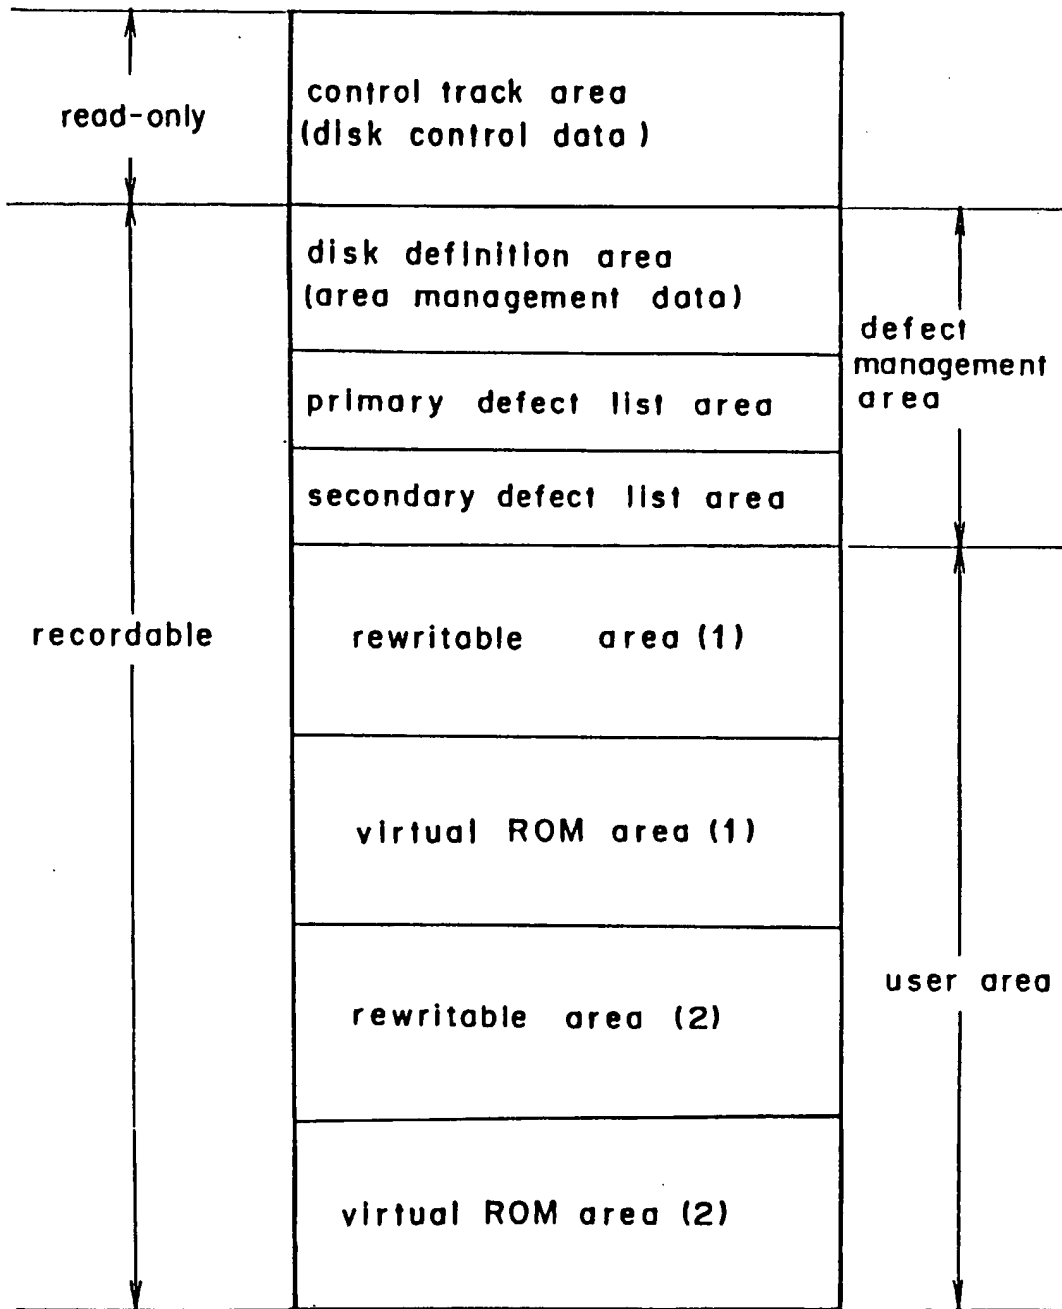 read-only
control track area
(disk control data)
disk definition area
(area management data)
defect
management
area
primary defect list area
secondary defect list area
recordable
rewritable area (1)
virtual ROM area (1)
user area
rewritable area (2)
virtual ROM area (2)